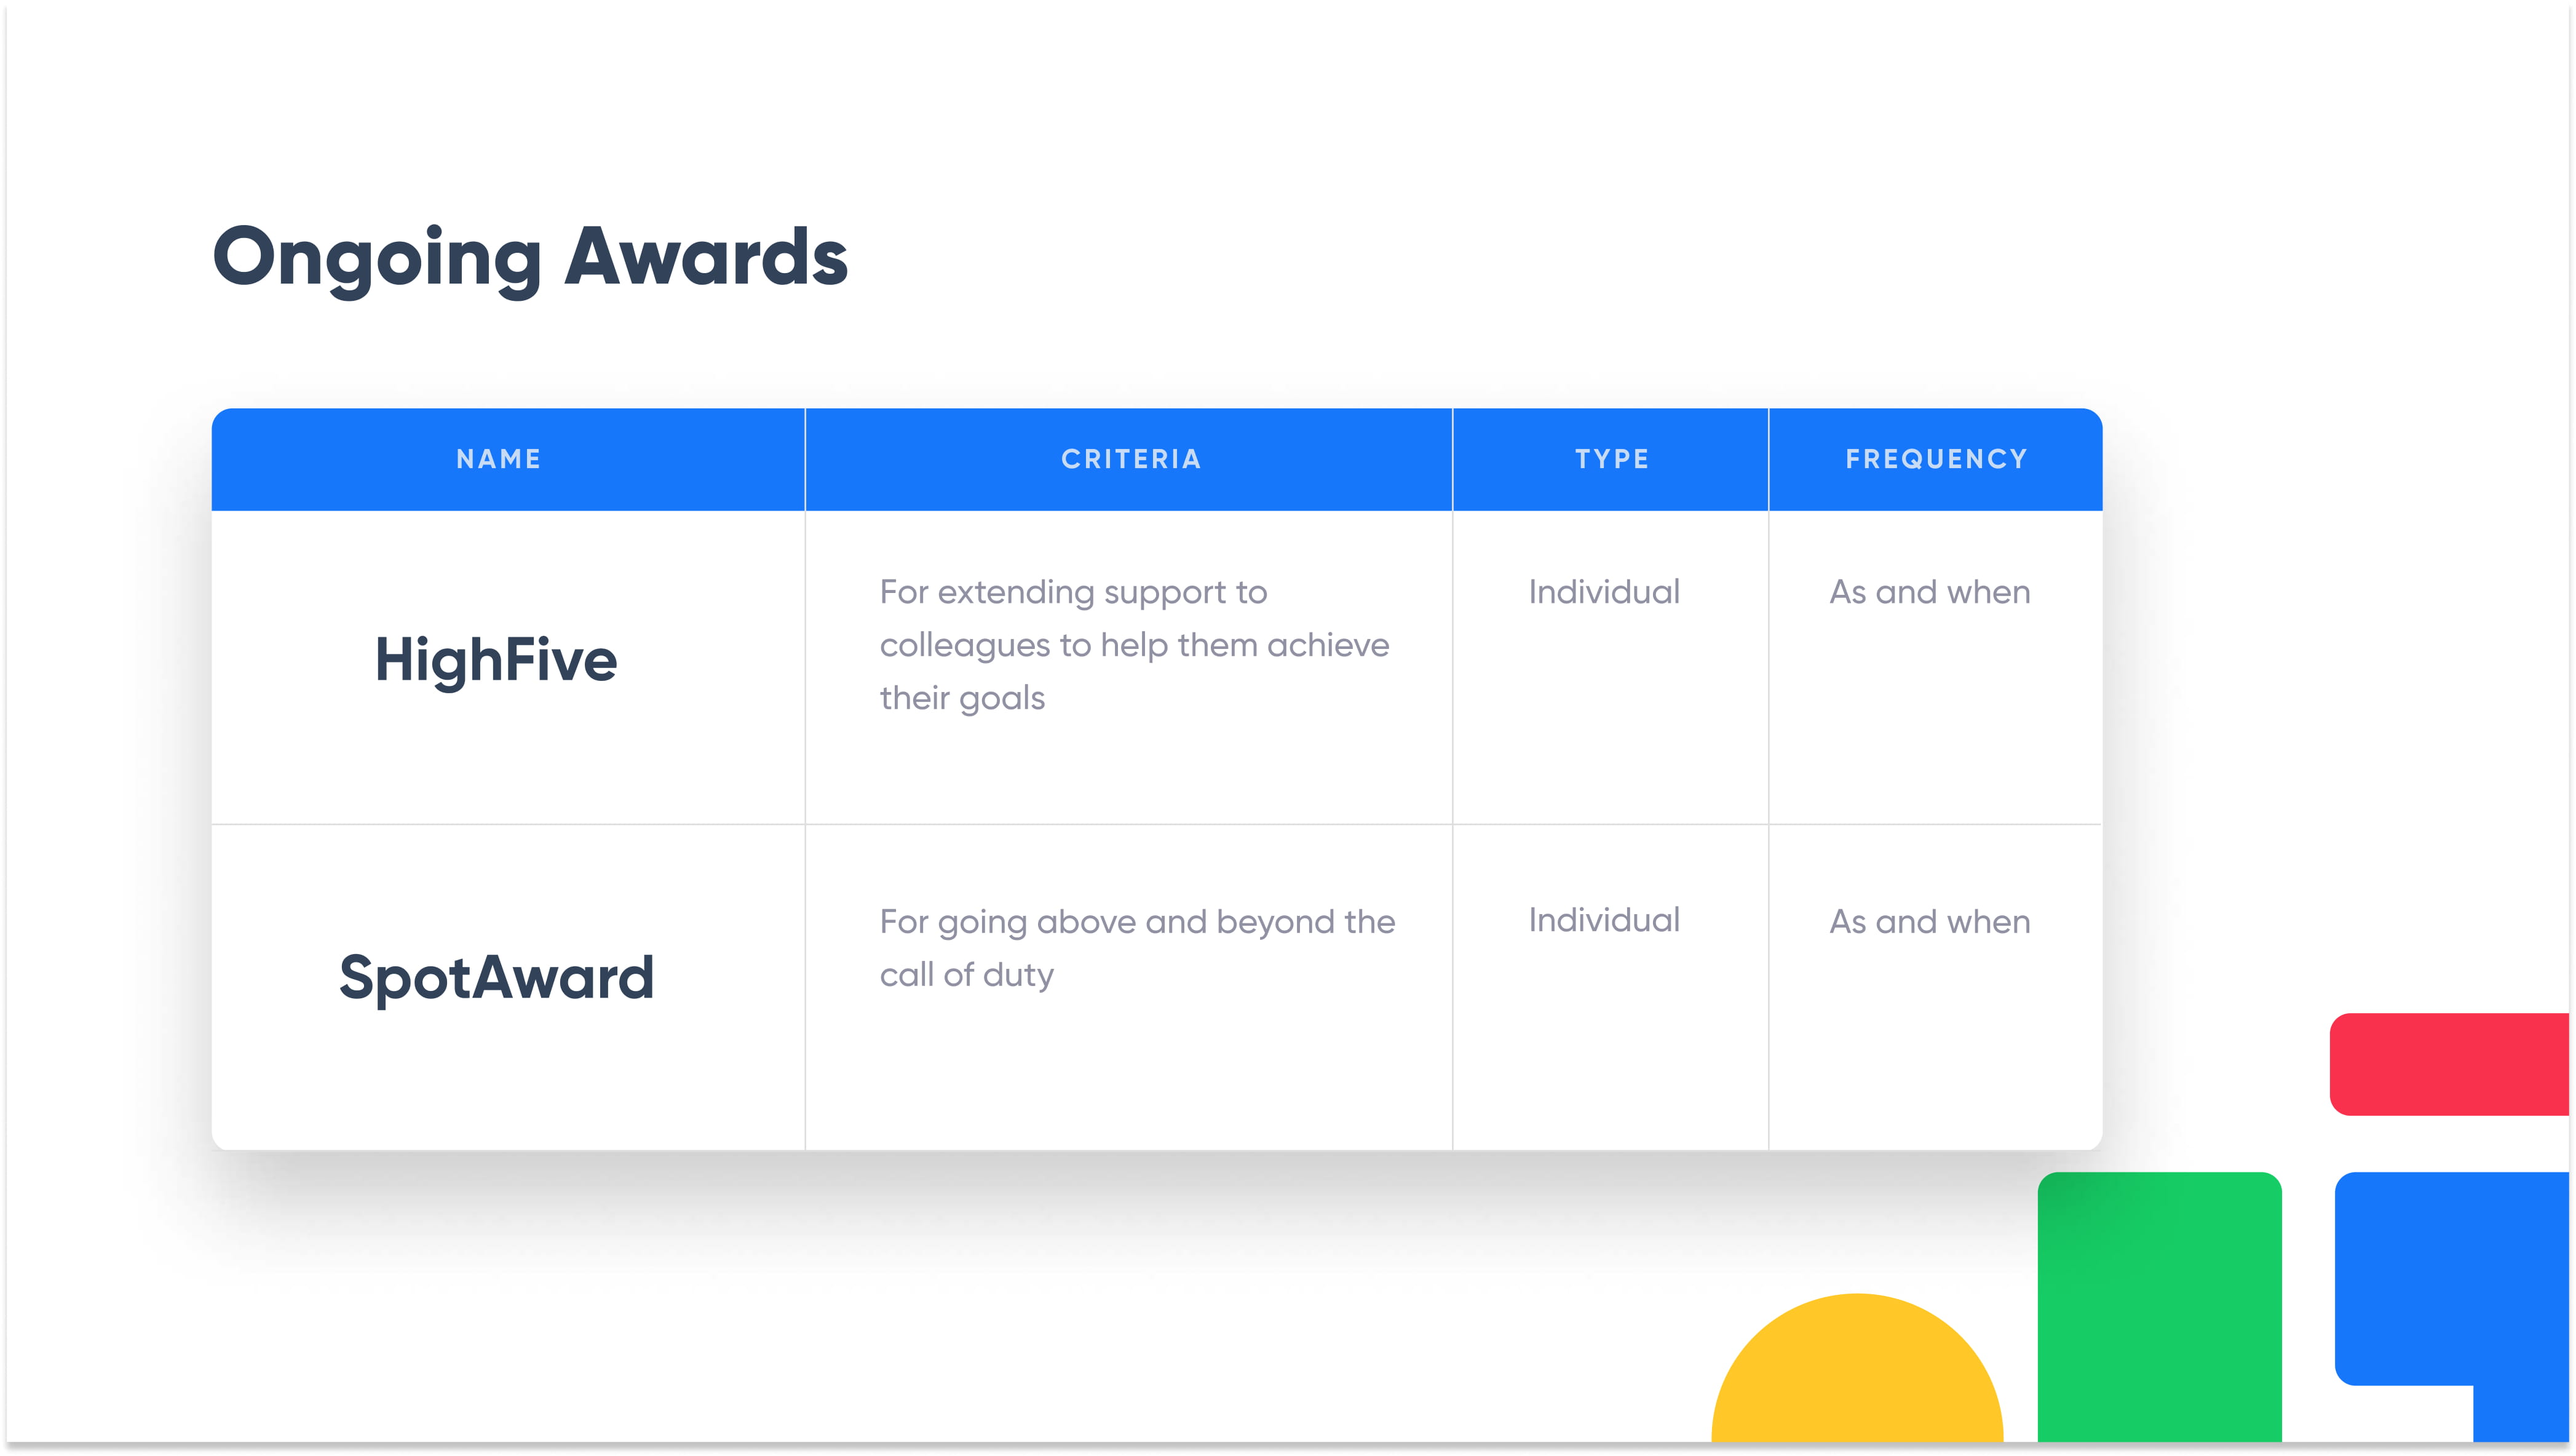 Ongoing Awards
NAME
CRITERIA
TYPE
FREQUENCY
HighFive
For extending support to
colleagues to help them achieve
their goals
Individual
As and when
SpotAward
For going above and beyond the
call of duty
Individual
As and when